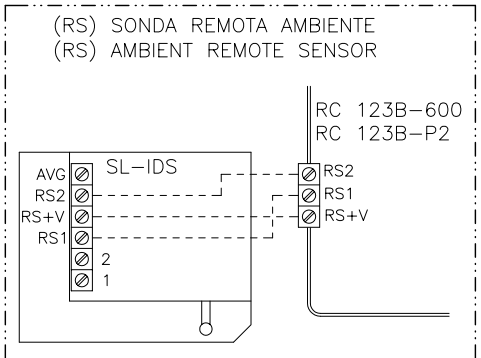 (RS) SONDA REMOTA AMBIENTE
(RS) AMBIENT REMOTE SENSOR
RC 123B-600
RC 123B-P2
SL-IDS
AVG
RS2
RS+V
RS1
2
1
RS2
RS1
RS+V